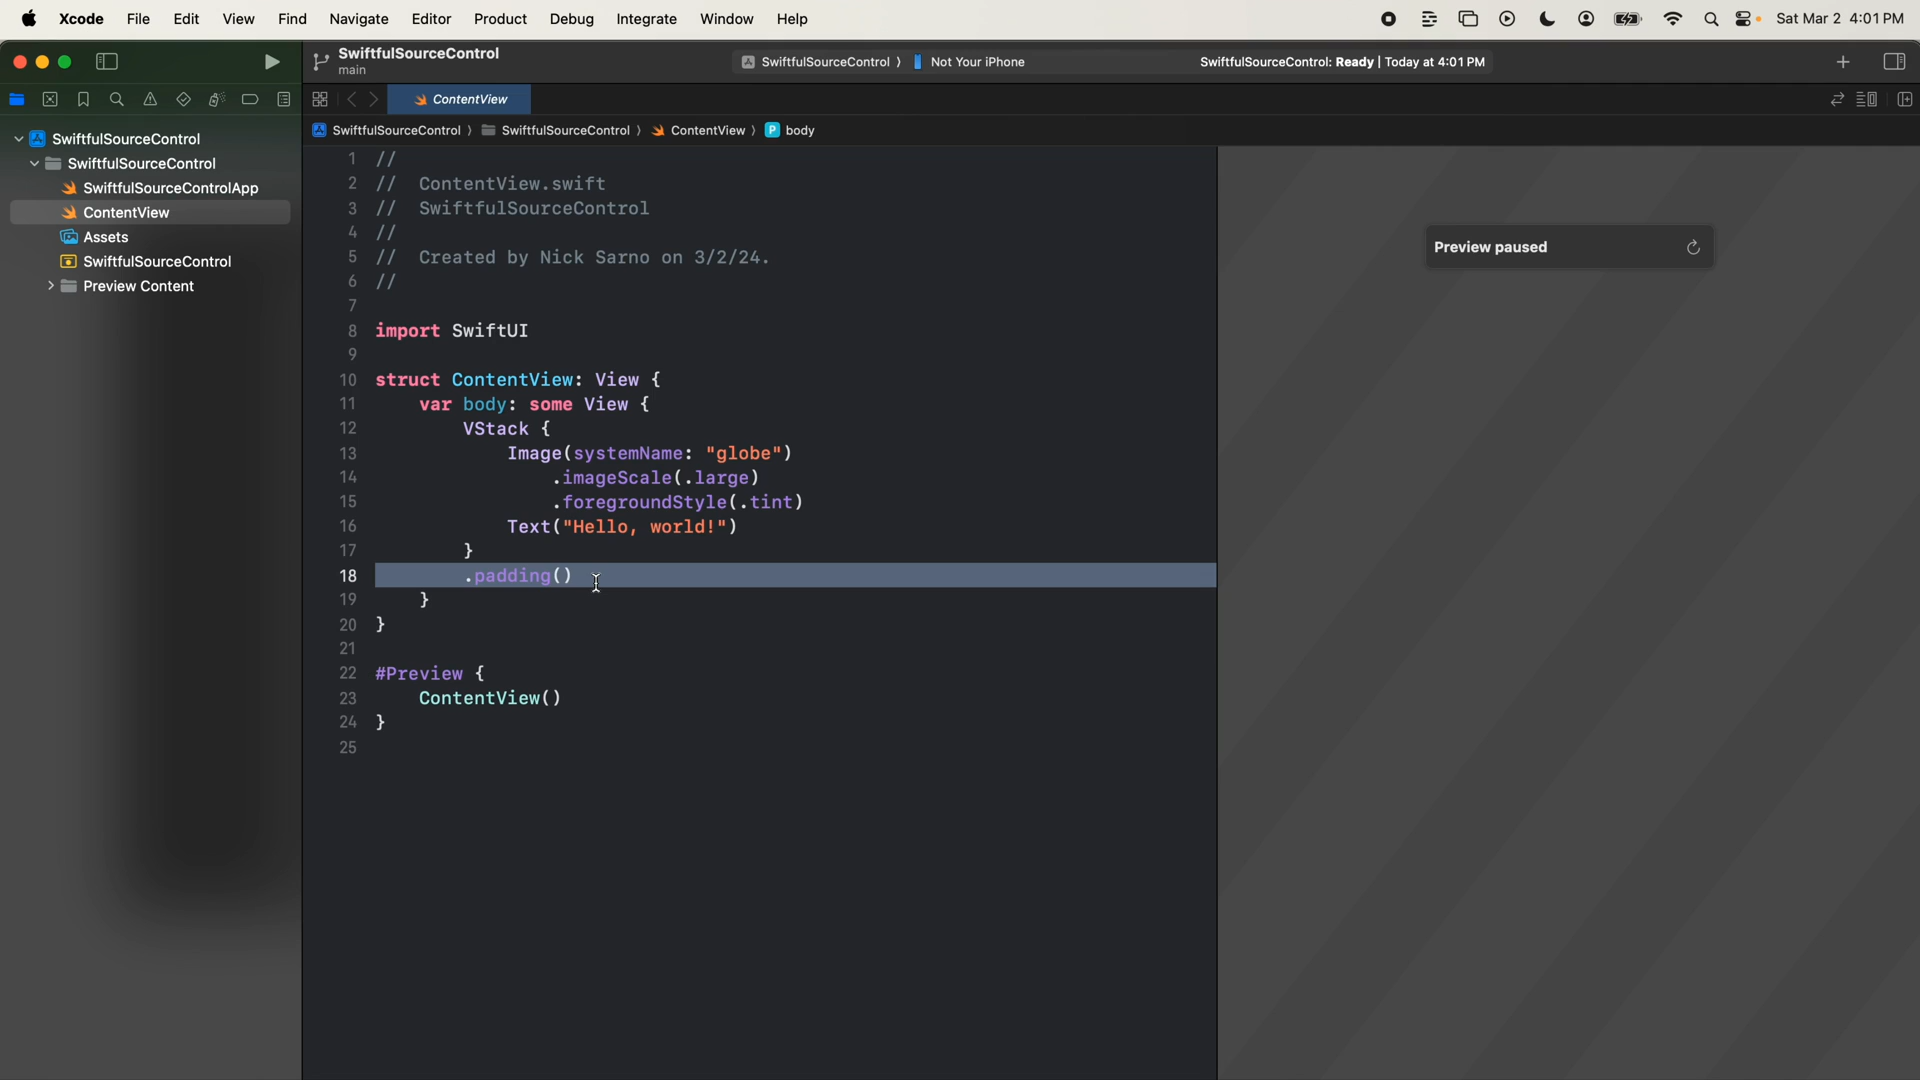 Xcode File Edit View Find Navigate Editor Product Debug Integrate Window Help Sat Mar 2 4:01 PM
SwiftfulSourceControl
main
SwiftfulSourceControl 〉 Not Your iPhone
SwiftfulSourceControl: Ready | Today at 4:01 PM
ContentView
SwiftfulSourceControl 〉 SwiftfulSourceControl 〉 ContentView 〉 P body
SwiftfulSourceControl
SwiftfulSourceControl
SwiftfulSourceControlApp
ContentView
Assets
SwiftfulSourceControl
Preview Content
1 //
2 //  ContentView.swift
3 //  SwiftfulSourceControl
4 //
5 //  Created by Nick Sarno on 3/2/24.
6 //
7
8 import SwiftUI
9
10 struct ContentView: View {
11     var body: some View {
12         VStack {
13             Image(systemName: "globe")
14                 .imageScale(.large)
15                 .foregroundStyle(.tint)
16             Text("Hello, world!")
17         }
18         .padding()
19     }
20 }
21
22 #Preview {
23     ContentView()
24 }
25
Preview paused